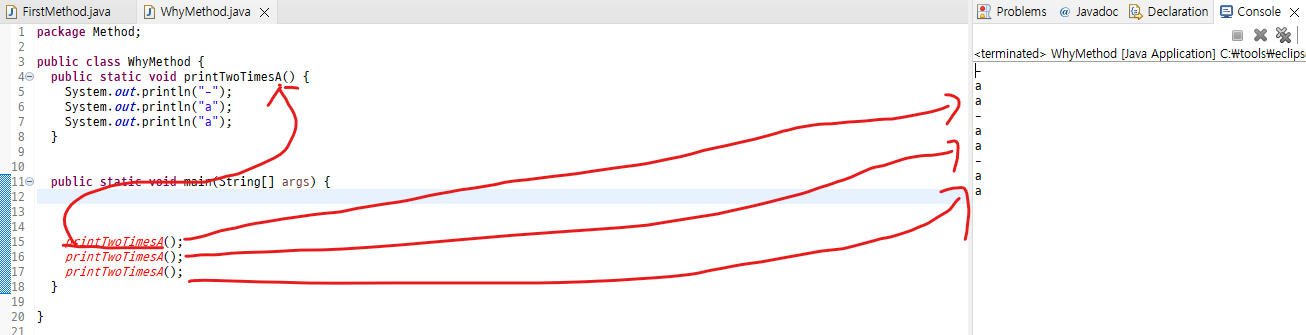 FirstMethod.java
WhyMethod.java
1 package Method;
2
3 public class WhyMethod {
4 public static void printTwoTimesA() {
5 System.out.println("-");
6 System.out.println("a");
7 System.out.println("a");
8 }
9
10
11 public static void main(String[] args) {
12
13
14
15 printTwoTimesA();
16 printTwoTimesA();
17 printTwoTimesA();
18 }
19
20 }
21
Problems @ Javadoc Declaration Console
<terminated> WhyMethod [Java Application] C:₩tools₩eclipse
-
a
a
-
a
a
-
a
a